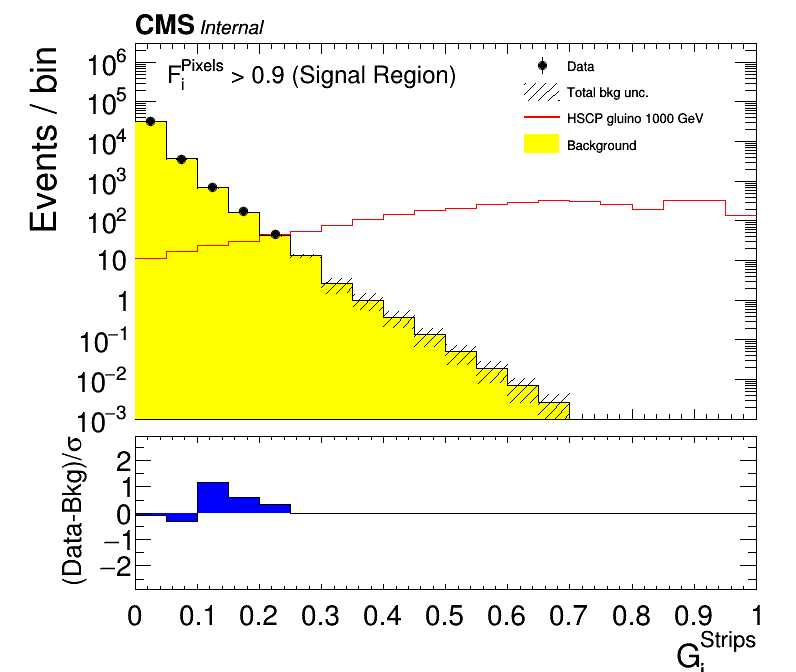 CMS Internal
F_i^Pixels > 0.9 (Signal Region)
Data
Total bkg unc.
HSCP gluino 1000 GeV
Background
Events / bin
10^6
10^5
10^4
10^3
10^2
10
1
10^−1
10^−2
10^−3
(Data-Bkg)/σ
2
1
0
−1
−2
0 0.1 0.2 0.3 0.4 0.5 0.6 0.7 0.8 0.9 1
G_i^Strips